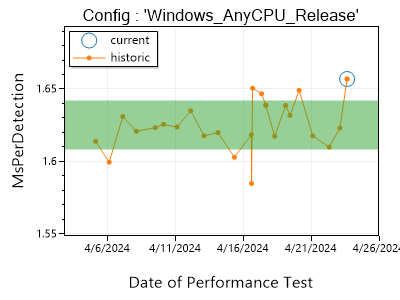 Config : 'Windows_AnyCPU_Release'
current
historic
MsPerDetection
1.65
1.6
1.55
4/6/2024
4/11/2024
4/16/2024
4/21/2024
4/26/2024
Date of Performance Test